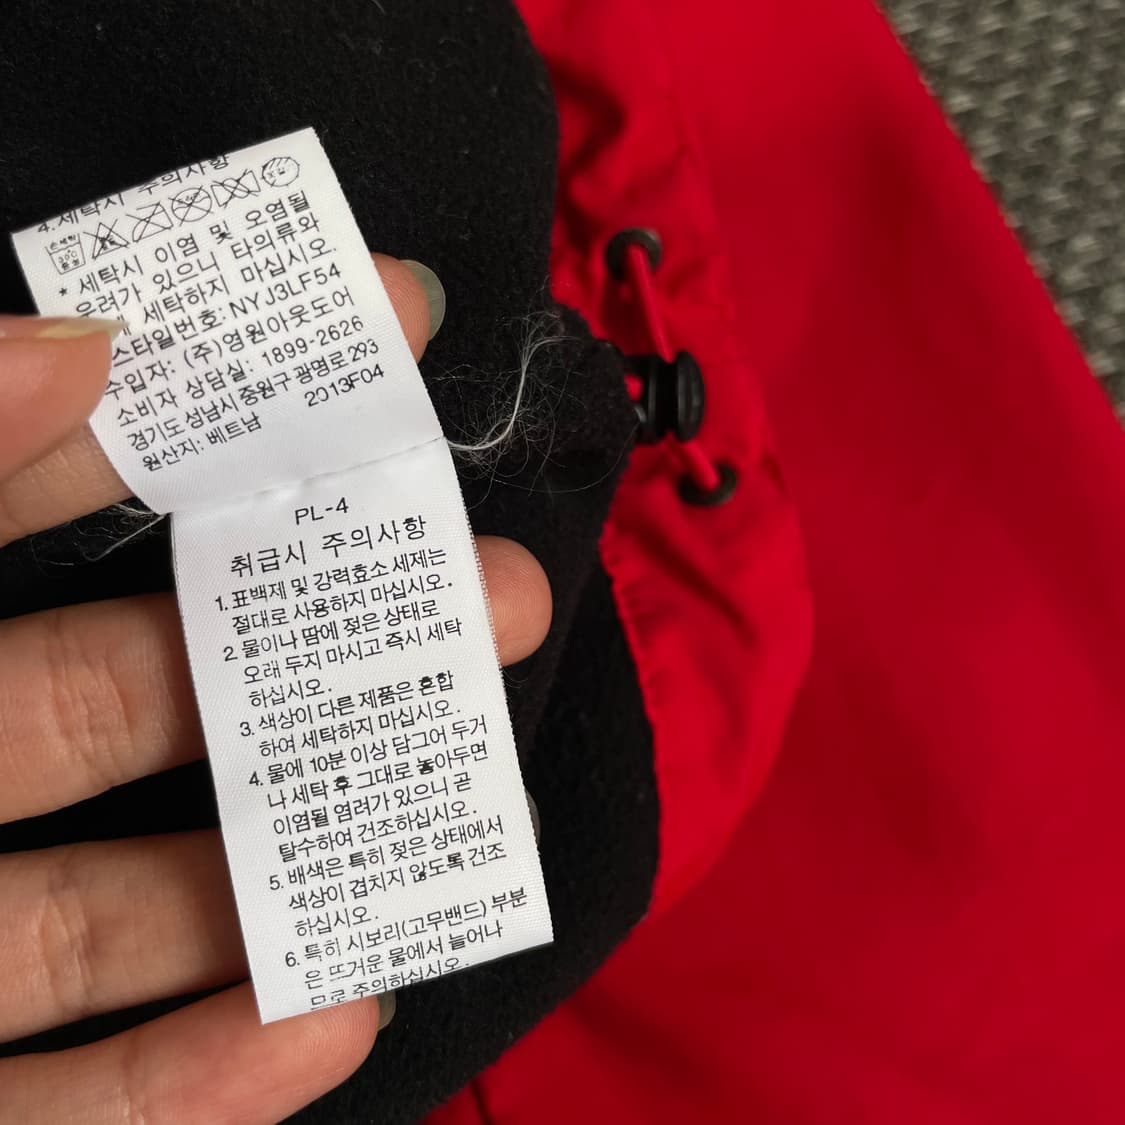 4.세탁시 주의사항
손세탁
30℃
중성
* 세탁시 이염 및 오염될
우려가 있으니 타의류와
세탁하지 마십시오.
스타일번호: NYJ3LF54
수입자: (주)영원아웃도어
소비자 상담실: 1899-2626
경기도 성남시 중원구 광명로 293
원산지: 베트남 2013F04
PL-4
취급시 주의사항
1. 표백제 및 강력효소 세제는
절대로 사용하지 마십시오.
2. 물이나 땀에 젖은 상태로
오래 두지 마시고 즉시 세탁
하십시오.
3. 색상이 다른 제품은 혼합
하여 세탁하지 마십시오.
4. 물에 10분 이상 담그어 두거
나 세탁 후 그대로 놓아두면
이염될 염려가 있으니 곧
탈수하여 건조하십시오.
5. 배색은 특히 젖은 상태에서
색상이 겹치지 않도록 건조
하십시오.
6. 특히 시보리(고무밴드) 부분
은 뜨거운 물에서 늘어나
므로 주의하십시오.